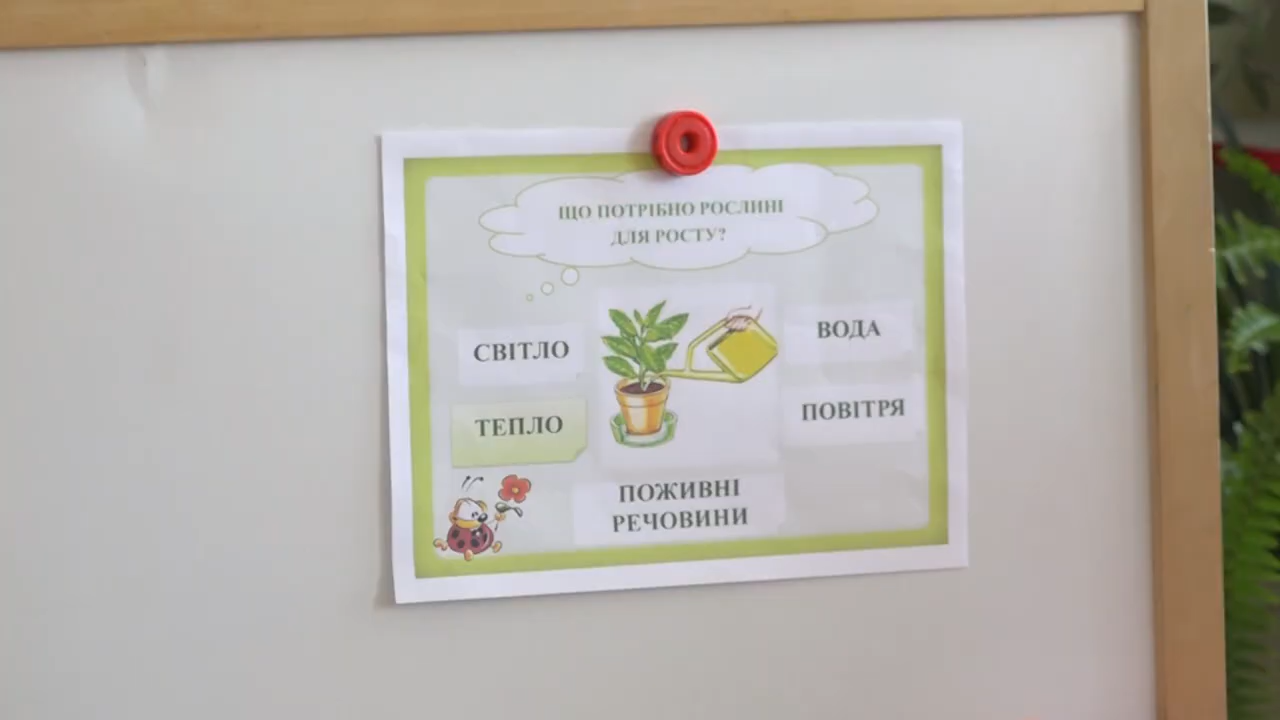 ЩО ПОТРІБНО РОСЛИНІ
ДЛЯ РОСТУ?
СВІТЛО
ВОДА
ТЕПЛО
ПОВІТРЯ
ПОЖИВНІ
РЕЧОВИНИ